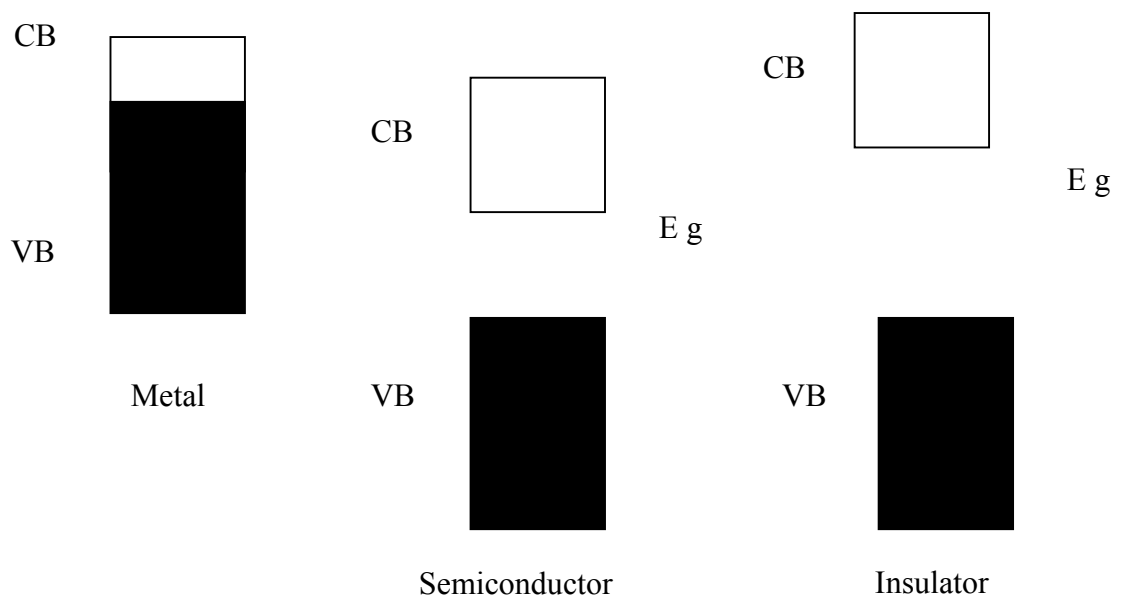 CB
VB
Metal
CB
E g
VB
Semiconductor
CB
E g
VB
Insulator